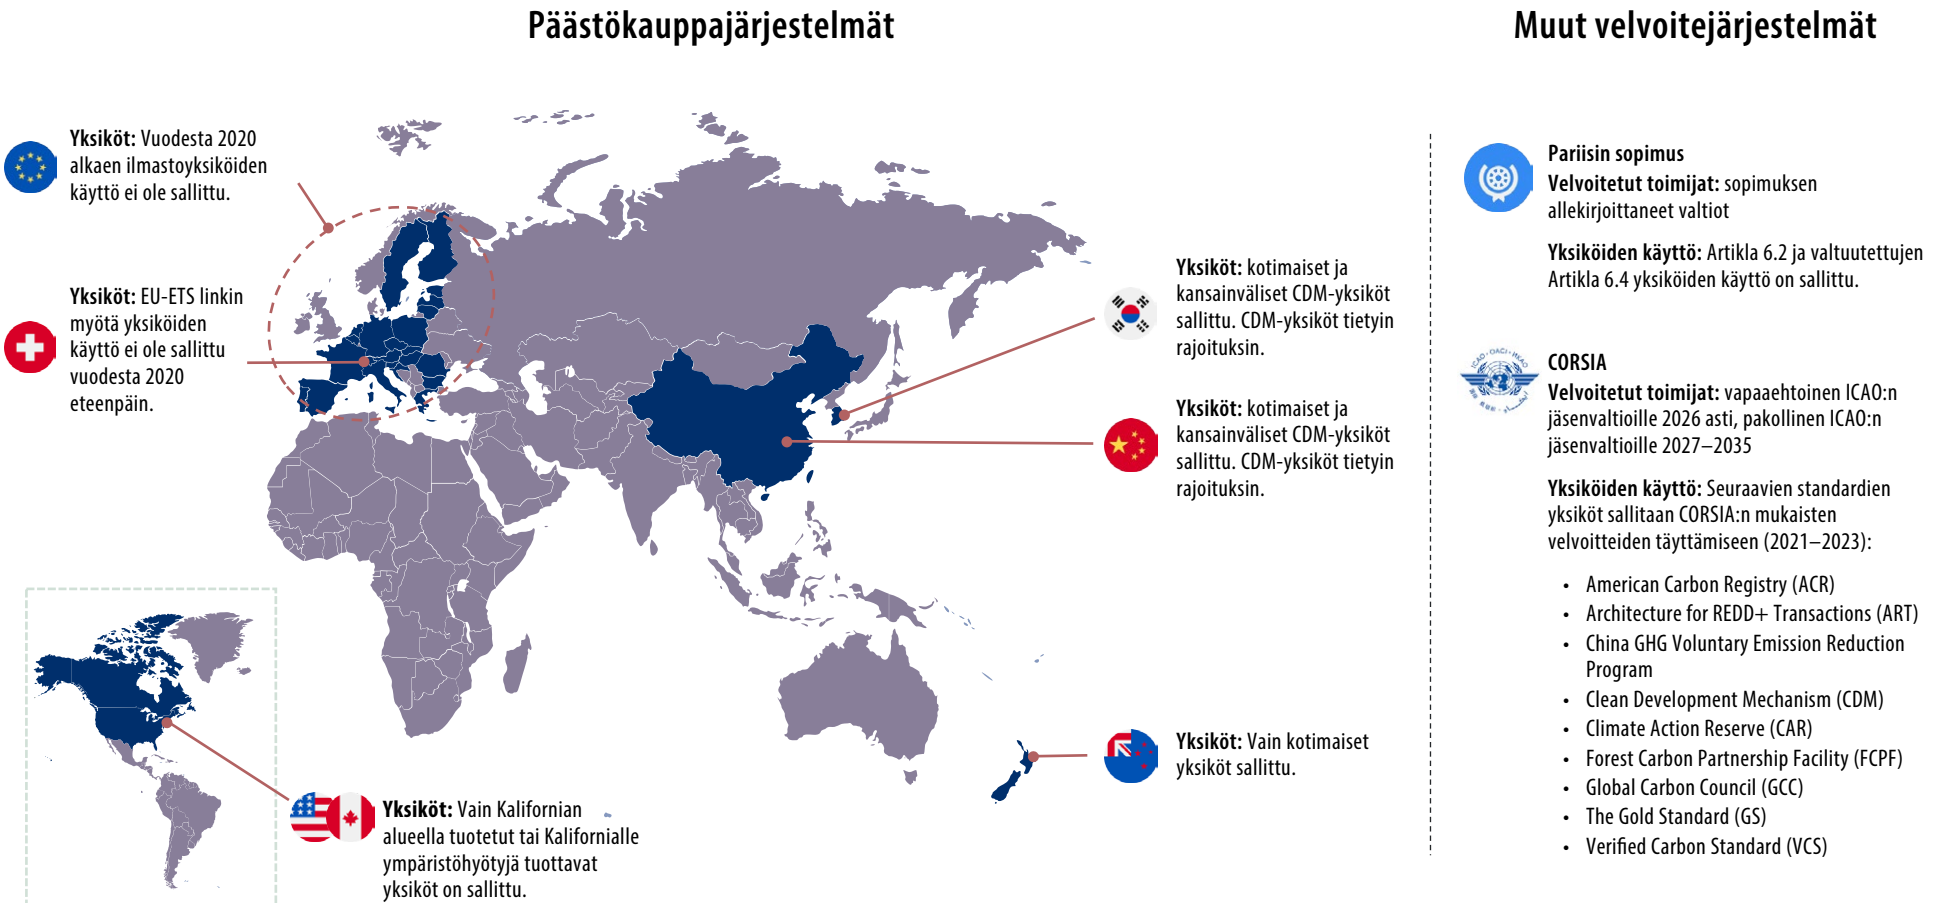 Päästökauppajärjestelmät
Yksiköt: Vuodesta 2020
alkaen ilmastoyksiköiden
käyttö ei ole sallittu.
Yksiköt: EU-ETS linkin
myötä yksiköiden
käyttö ei ole sallittu
vuodesta 2020
eteenpäin.
Yksiköt: kotimaiset ja
kansainväliset CDM-yksiköt
sallittu. CDM-yksiköt tietyin
rajoituksin.
Yksiköt: kotimaiset ja
kansainväliset CDM-yksiköt
sallittu. CDM-yksiköt tietyin
rajoituksin.
Yksiköt: Vain kotimaiset
yksiköt sallittu.
Yksiköt: Vain Kalifornian
alueella tuotetut tai Kalifornialle
ympäristöhyötyjä tuottavat
yksiköt on sallittu.
Muut velvoitejärjestelmät
Pariisin sopimus
Velvoitetut toimijat: sopimuksen
allekirjoittaneet valtiot
Yksiköiden käyttö: Artikla 6.2 ja valtuutettujen
Artikla 6.4 yksiköiden käyttö on sallittu.
ICAO · OACI · ИКАО
CORSIA
Velvoitetut toimijat: vapaaehtoinen ICAO:n
jäsenvaltioille 2026 asti, pakollinen ICAO:n
jäsenvaltioille 2027–2035
Yksiköiden käyttö: Seuraavien standardien
yksiköt sallitaan CORSIA:n mukaisten
velvoitteiden täyttämiseen (2021–2023):
• American Carbon Registry (ACR)
• Architecture for REDD+ Transactions (ART)
• China GHG Voluntary Emission Reduction
Program
• Clean Development Mechanism (CDM)
• Climate Action Reserve (CAR)
• Forest Carbon Partnership Facility (FCPF)
• Global Carbon Council (GCC)
• The Gold Standard (GS)
• Verified Carbon Standard (VCS)